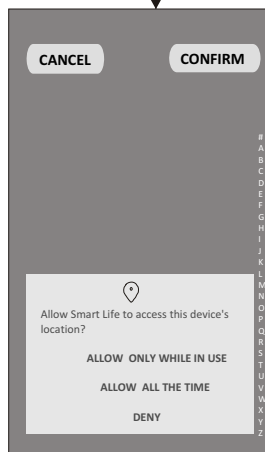 CANCEL
CONFIRM
#
A
B
C
D
E
F
G
H
I
J
K
L
M
N
O
P
Q
R
S
T
U
V
W
X
Y
Z
Allow Smart Life to access this device's
location?
ALLOW ONLY WHILE IN USE
ALLOW ALL THE TIME
DENY